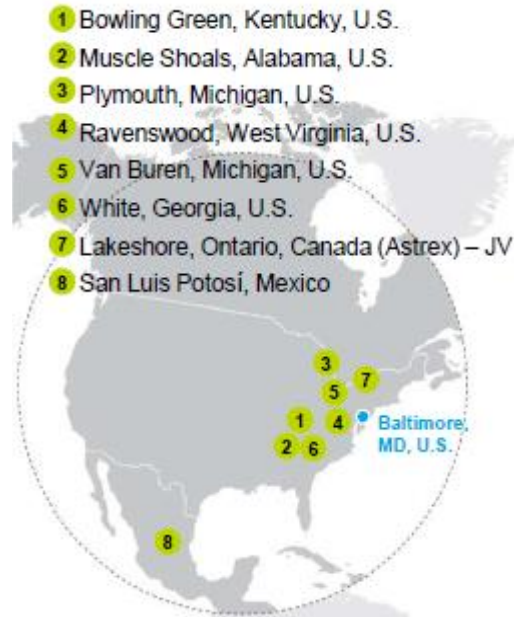 1 Bowling Green, Kentucky, U.S.
2 Muscle Shoals, Alabama, U.S.
3 Plymouth, Michigan, U.S.
4 Ravenswood, West Virginia, U.S.
5 Van Buren, Michigan, U.S.
6 White, Georgia, U.S.
7 Lakeshore, Ontario, Canada (Astrex) – JV
8 San Luis Potosí, Mexico
3
7
5
1
4
Baltimore,
MD, U.S.
2
6
8